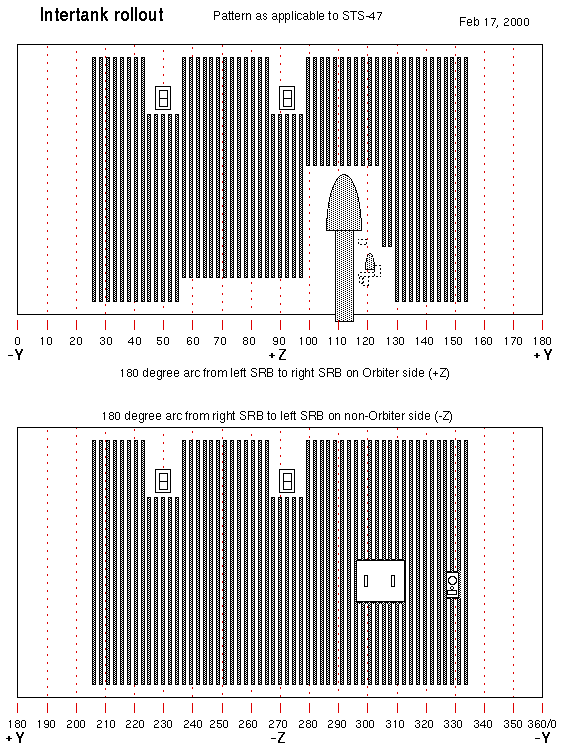 Intertank rollout
Pattern as applicable to STS-47
Feb 17, 2000
0 10 20 30 40 50 60 70 80 90 100 110 120 130 140 150 160 170 180
-Y +Z +Y
180 degree arc from left SRB to right SRB on Orbiter side (+Z)
180 degree arc from right SRB to left SRB on non-Orbiter side (-Z)
180 190 200 210 220 230 240 250 260 270 280 290 300 310 320 330 340 350 360/0
+Y -Z -Y